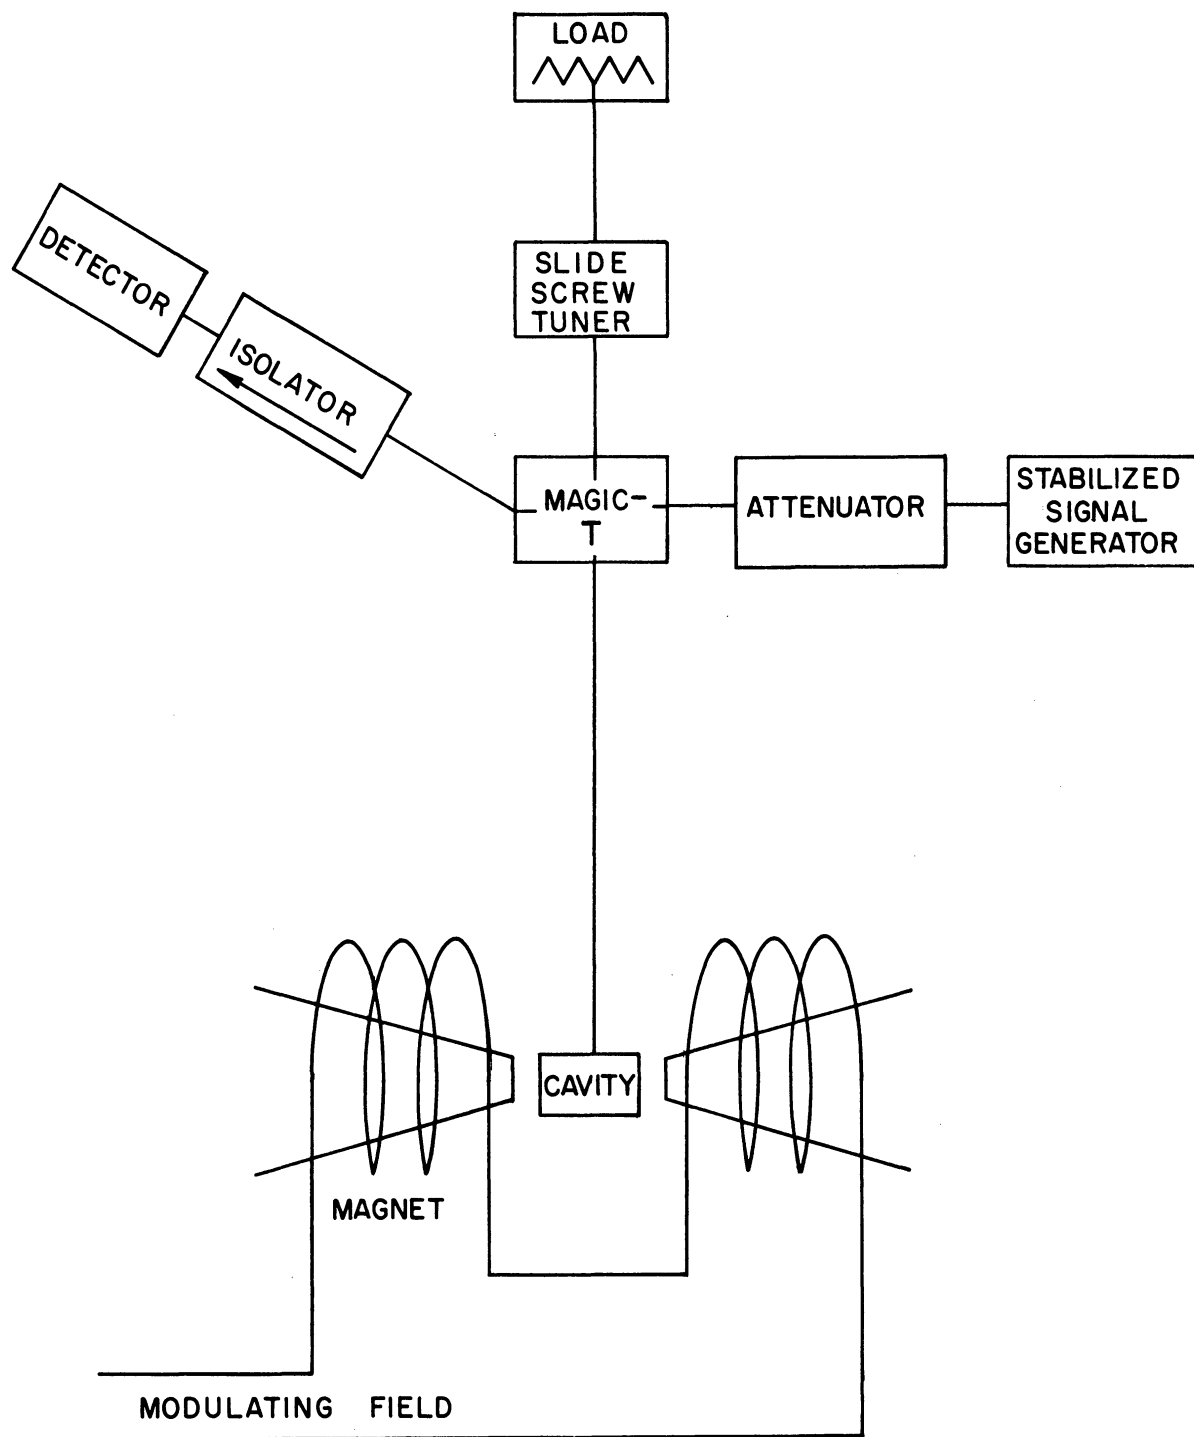 LOAD
DETECTOR
SLIDE
SCREW
TUNER
ISOLATOR
MAGIC-
T
ATTENUATOR
STABILIZED
SIGNAL
GENERATOR
CAVITY
MAGNET
MODULATING FIELD